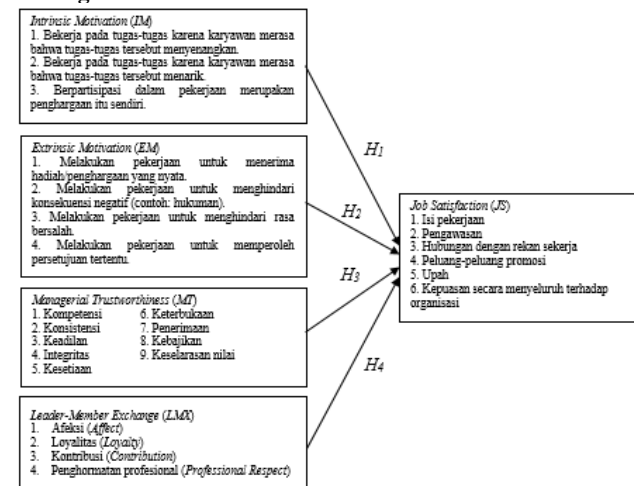 Intrinsic Motivation (IM)
1. Bekerja pada tugas-tugas karena karyawan merasa
bahwa tugas-tugas tersebut menyenangkan.
2. Bekerja pada tugas-tugas karena karyawan merasa
bahwa tugas-tugas tersebut menarik.
3. Berpartisipasi dalam pekerjaan merupakan
penghargaan itu sendiri.
H1
Extrinsic Motivation (EM)
1. Melakukan pekerjaan untuk menerima
hadiah/penghargaan yang nyata.
2. Melakukan pekerjaan untuk menghindari
konsekuensi negatif (contoh: hukuman).
3. Melakukan pekerjaan untuk menghindari rasa
bersalah.
4. Melakukan pekerjaan untuk memperoleh
persetujuan tertentu.
H2
Managerial Trustworthiness (MT)
1. Kompetensi 6. Keterbukaan
2. Konsistensi 7. Penerimaan
3. Keadilan 8. Kebajikan
4. Integritas 9. Keselarasan nilai
5. Kesetiaan
H3
Leader-Member Exchange (LMX)
1. Afeksi (Affect)
2. Loyalitas (Loyalty)
3. Kontribusi (Contribution)
4. Penghormatan profesional (Professional Respect)
H4
Job Satisfaction (JS)
1. Isi pekerjaan
2. Pengawasan
3. Hubungan dengan rekan sekerja
4. Peluang-peluang promosi
5. Upah
6. Kepuasan secara menyeluruh terhadap
organisasi